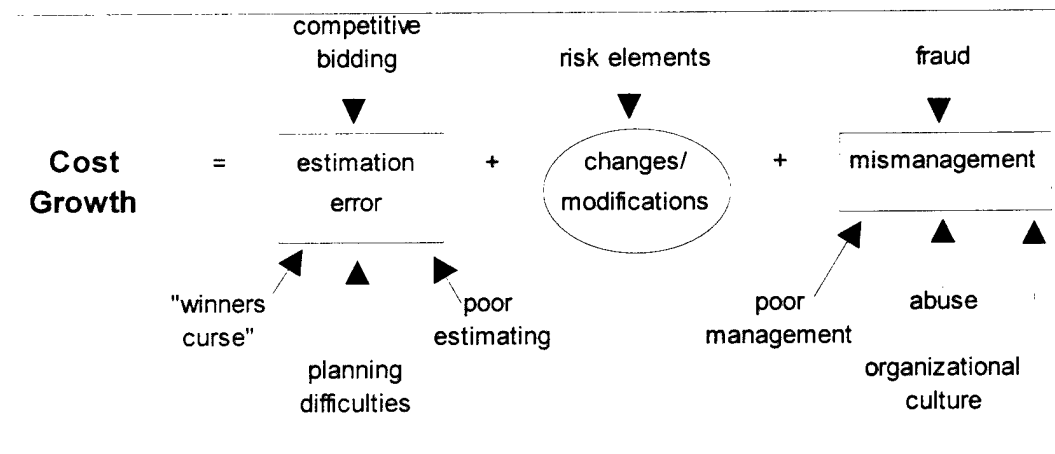 competitive
bidding
risk elements
fraud
Cost
Growth
=
estimation
error
+
changes/
modifications
+
mismanagement
"winners
curse"
planning
difficulties
poor
estimating
poor
management
abuse
organizational
culture